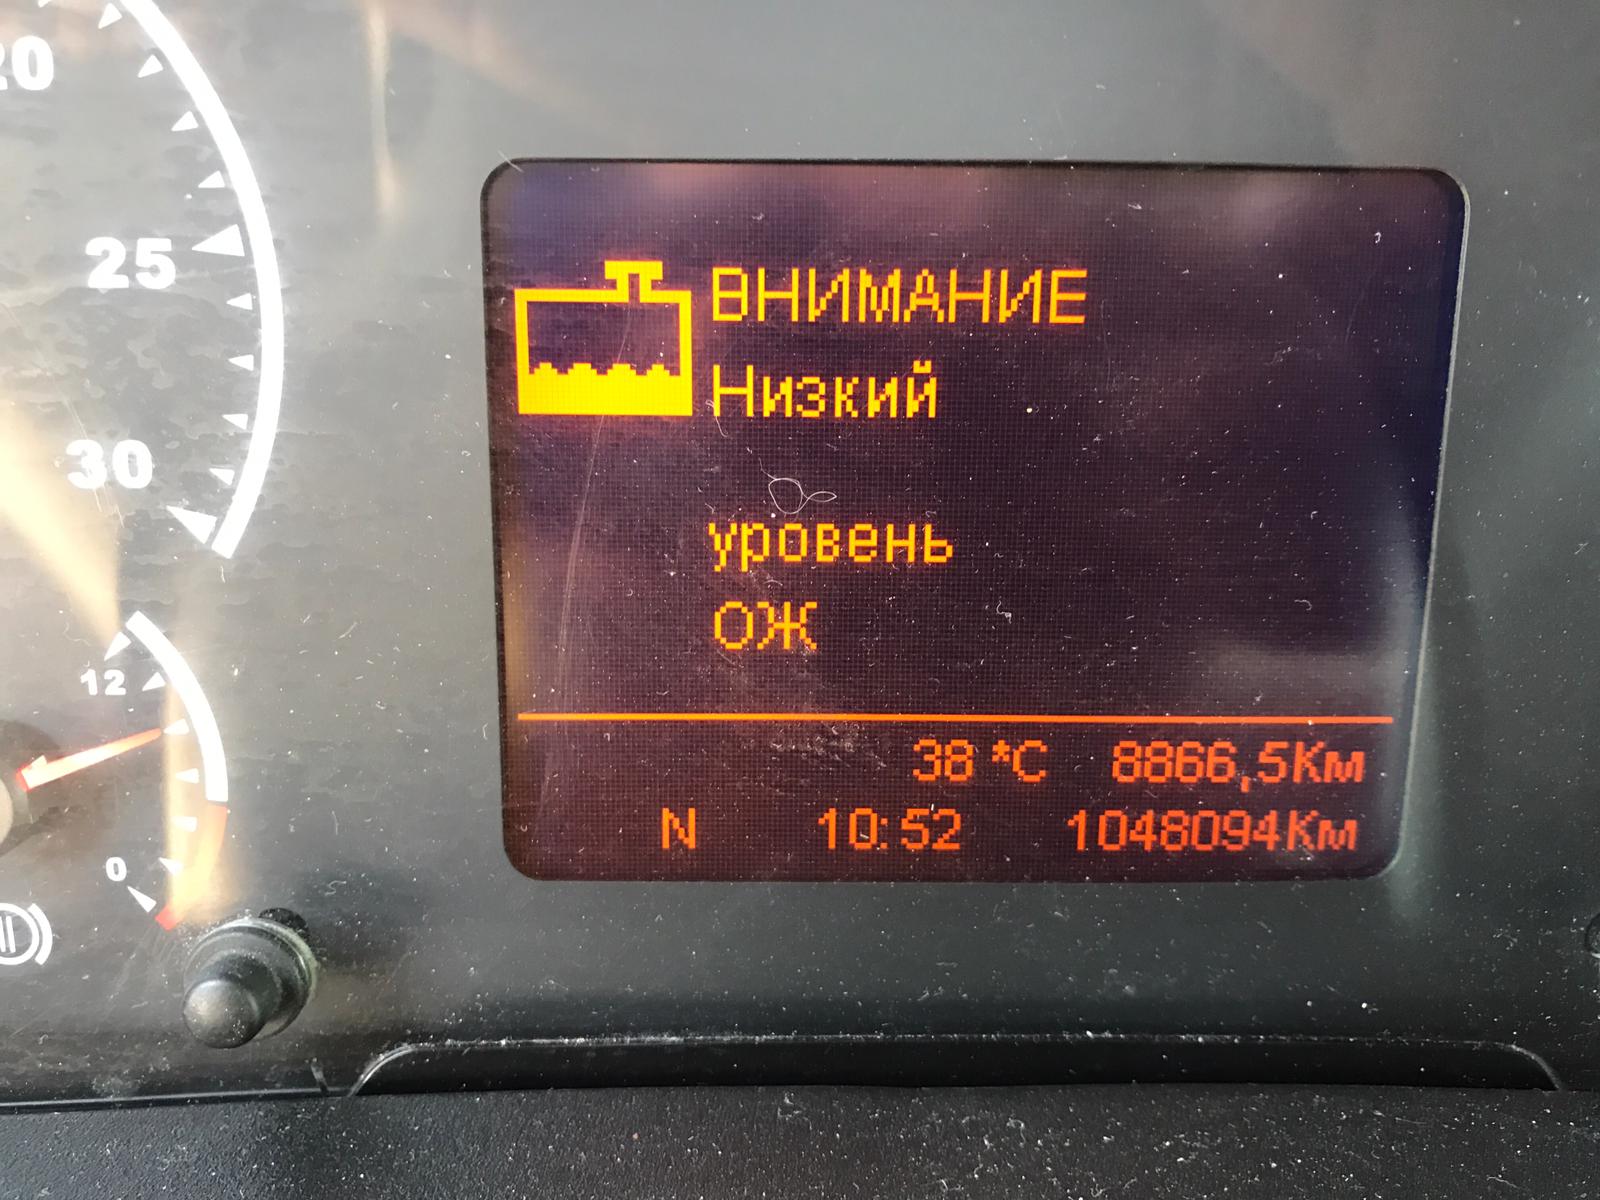 20
25
30
12
0
ВНИМАНИЕ
Низкий
уровень
ОЖ
38 *C 8866,5Км
N 10:52 1048094Км